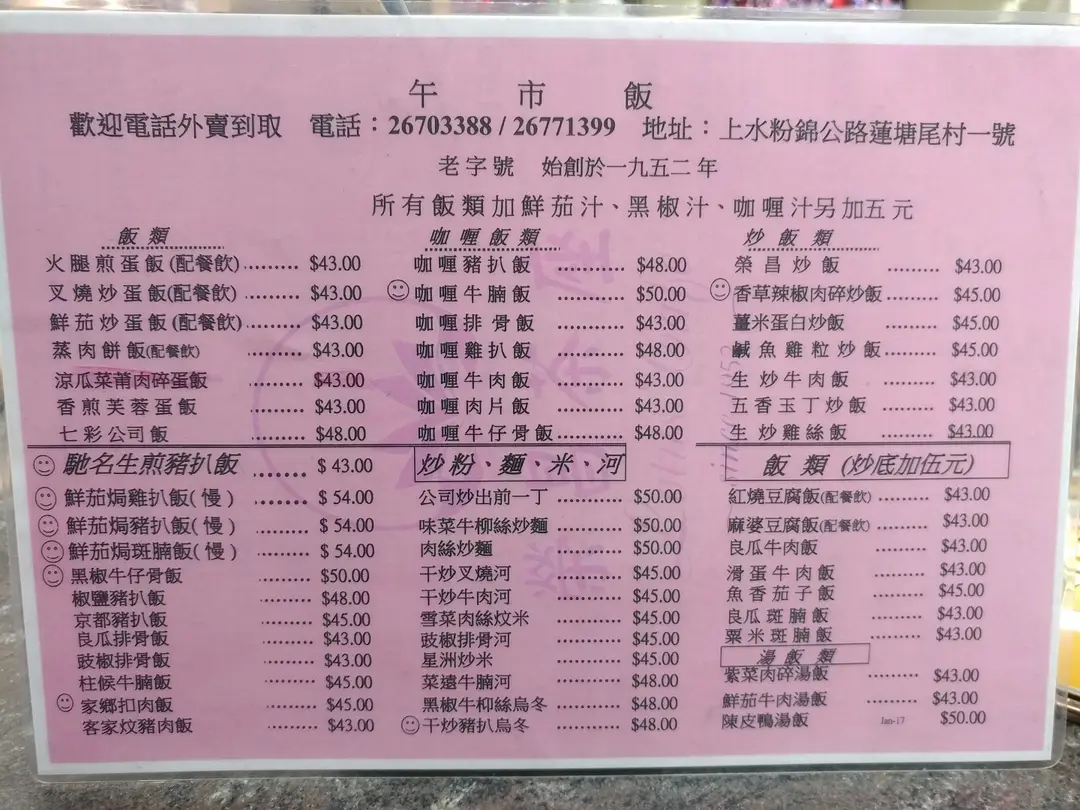 午市飯
歡迎電話外賣到取 電話：26703388 / 26771399 地址：上水粉錦公路蓮塘尾村一號
老字號 始創於一九五二年
所有飯類加鮮茄汁、黑椒汁、咖喱汁另加五元
飯類
火腿煎蛋飯(配餐飲)......... $43.00
叉燒炒蛋飯(配餐飲)......... $43.00
鮮茄炒蛋飯(配餐飲)......... $43.00
蒸肉餅飯(配餐飲) ......... $43.00
涼瓜菜莆肉碎蛋飯 ......... $43.00
香煎芙蓉蛋飯 ......... $43.00
七彩公司飯 ......... $48.00
馳名生煎豬扒飯 ......... $ 43.00
鮮茄焗雞扒飯( 慢 ) ......... $ 54.00
鮮茄焗豬扒飯( 慢 ) ......... $ 54.00
鮮茄焗斑腩飯( 慢 ) ......... $ 54.00
黑椒牛仔骨飯 ......... $50.00
椒鹽豬扒飯 ......... $48.00
京都豬扒飯 ......... $45.00
良瓜排骨飯 ......... $43.00
豉椒排骨飯 ......... $43.00
柱候牛腩飯 ......... $45.00
家鄉扣肉飯 ......... $45.00
客家炆豬肉飯 ......... $43.00
咖喱飯類
咖喱豬扒飯 ......... $48.00
咖喱牛腩飯 ......... $50.00
咖喱排骨飯 ......... $43.00
咖喱雞扒飯 ......... $48.00
咖喱牛肉飯 ......... $43.00
咖喱肉片飯 ......... $43.00
咖喱牛仔骨飯......... $48.00
炒粉、麵、米、河
公司炒出前一丁 ......... $50.00
味菜牛柳絲炒麵 ......... $50.00
肉絲炒麵 ......... $50.00
干炒叉燒河 ......... $45.00
干炒牛肉河 ......... $45.00
雪菜肉絲炆米 ......... $45.00
豉椒排骨河 ......... $45.00
星洲炒米 ......... $45.00
菜遠牛腩河 ......... $48.00
黑椒牛柳絲烏冬 ......... $48.00
干炒豬扒烏冬 ......... $48.00
炒飯類
榮昌炒飯 ......... $43.00
香草辣椒肉碎炒飯......... $45.00
薑米蛋白炒飯 ......... $45.00
鹹魚雞粒炒飯......... $45.00
生炒牛肉飯 ......... $43.00
五香玉丁炒飯 ......... $43.00
生炒雞絲飯 ......... $43.00
飯類 (炒底加伍元)
紅燒豆腐飯(配餐飲) ......... $43.00
麻婆豆腐飯(配餐飲) ......... $43.00
良瓜牛肉飯 ......... $43.00
滑蛋牛肉飯 ......... $43.00
魚香茄子飯 ......... $45.00
良瓜斑腩飯 ......... $43.00
粟米斑腩飯 ......... $43.00
湯飯類
紫菜肉碎湯飯 ......... $43.00
鮮茄牛肉湯飯 ......... $43.00
陳皮鴨湯飯 Jan-17 $50.00